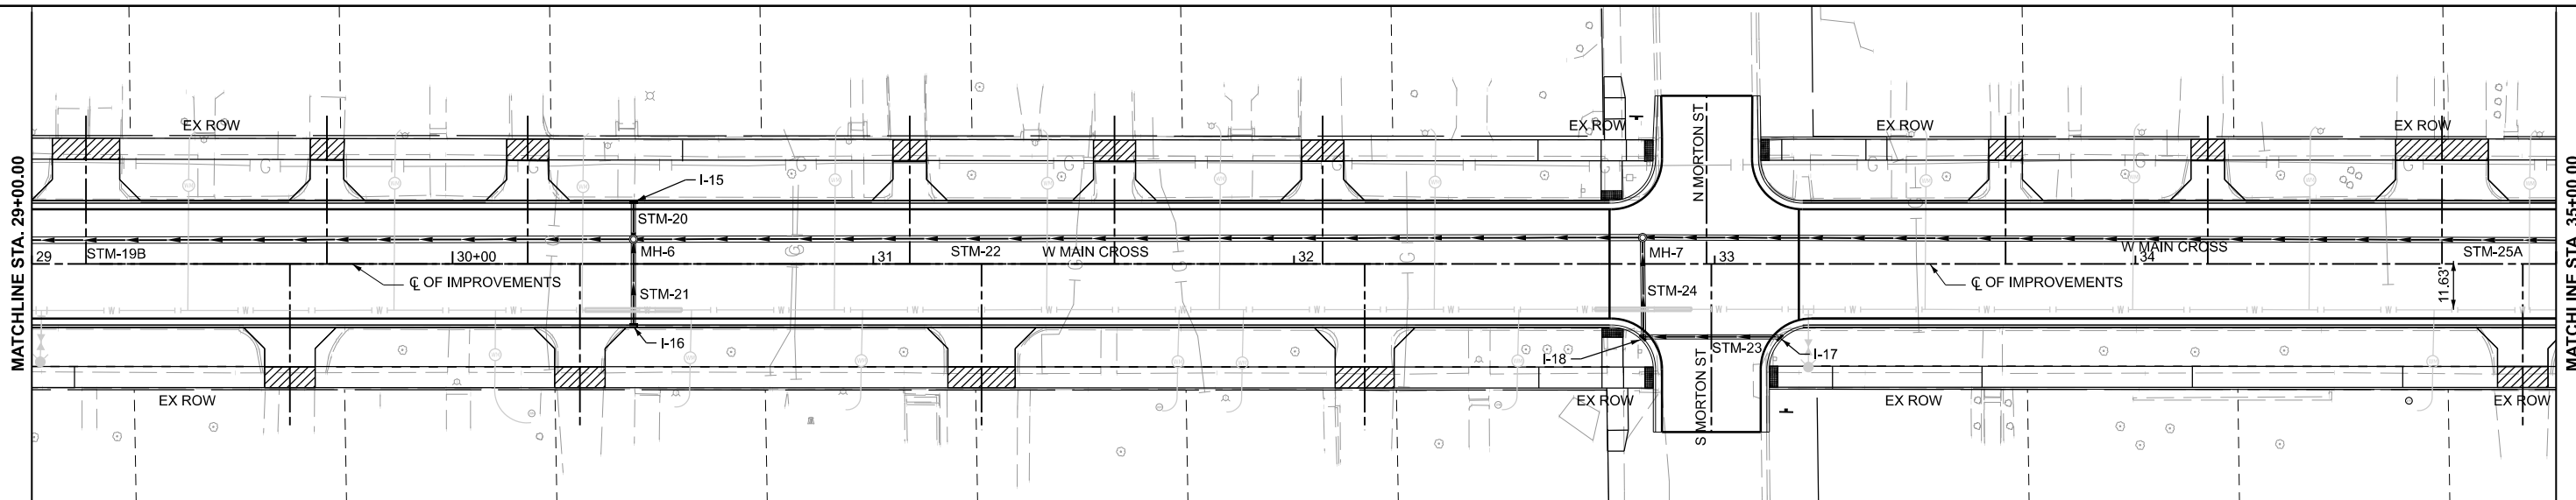 MATCHLINE STA. 29+00.00
EX ROW
EX ROW
EX ROW
EX ROW
N MORTON ST
I-15
STM-20
STM-19B
MH-6
STM-22
W MAIN CROSS
MH-7
W MAIN CROSS
STM-25A
29
30+00
31
32
33
34
℄ OF IMPROVEMENTS
℄ OF IMPROVEMENTS
11.63'
STM-21
STM-24
I-16
I-18
STM-23
I-17
S MORTON ST
EX ROW
EX ROW
EX ROW
EX ROW
MATCHLINE STA. 35+00.00